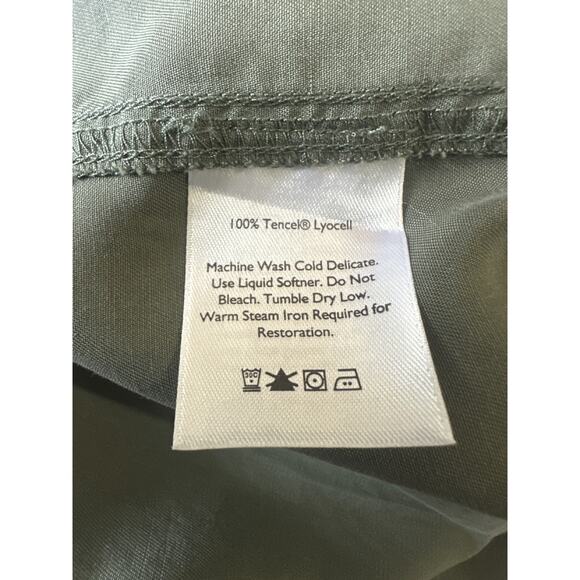 100% Tencel® Lyocell
Machine Wash Cold Delicate.
Use Liquid Softner. Do Not
Bleach. Tumble Dry Low.
Warm Steam Iron Required for
Restoration.
30C